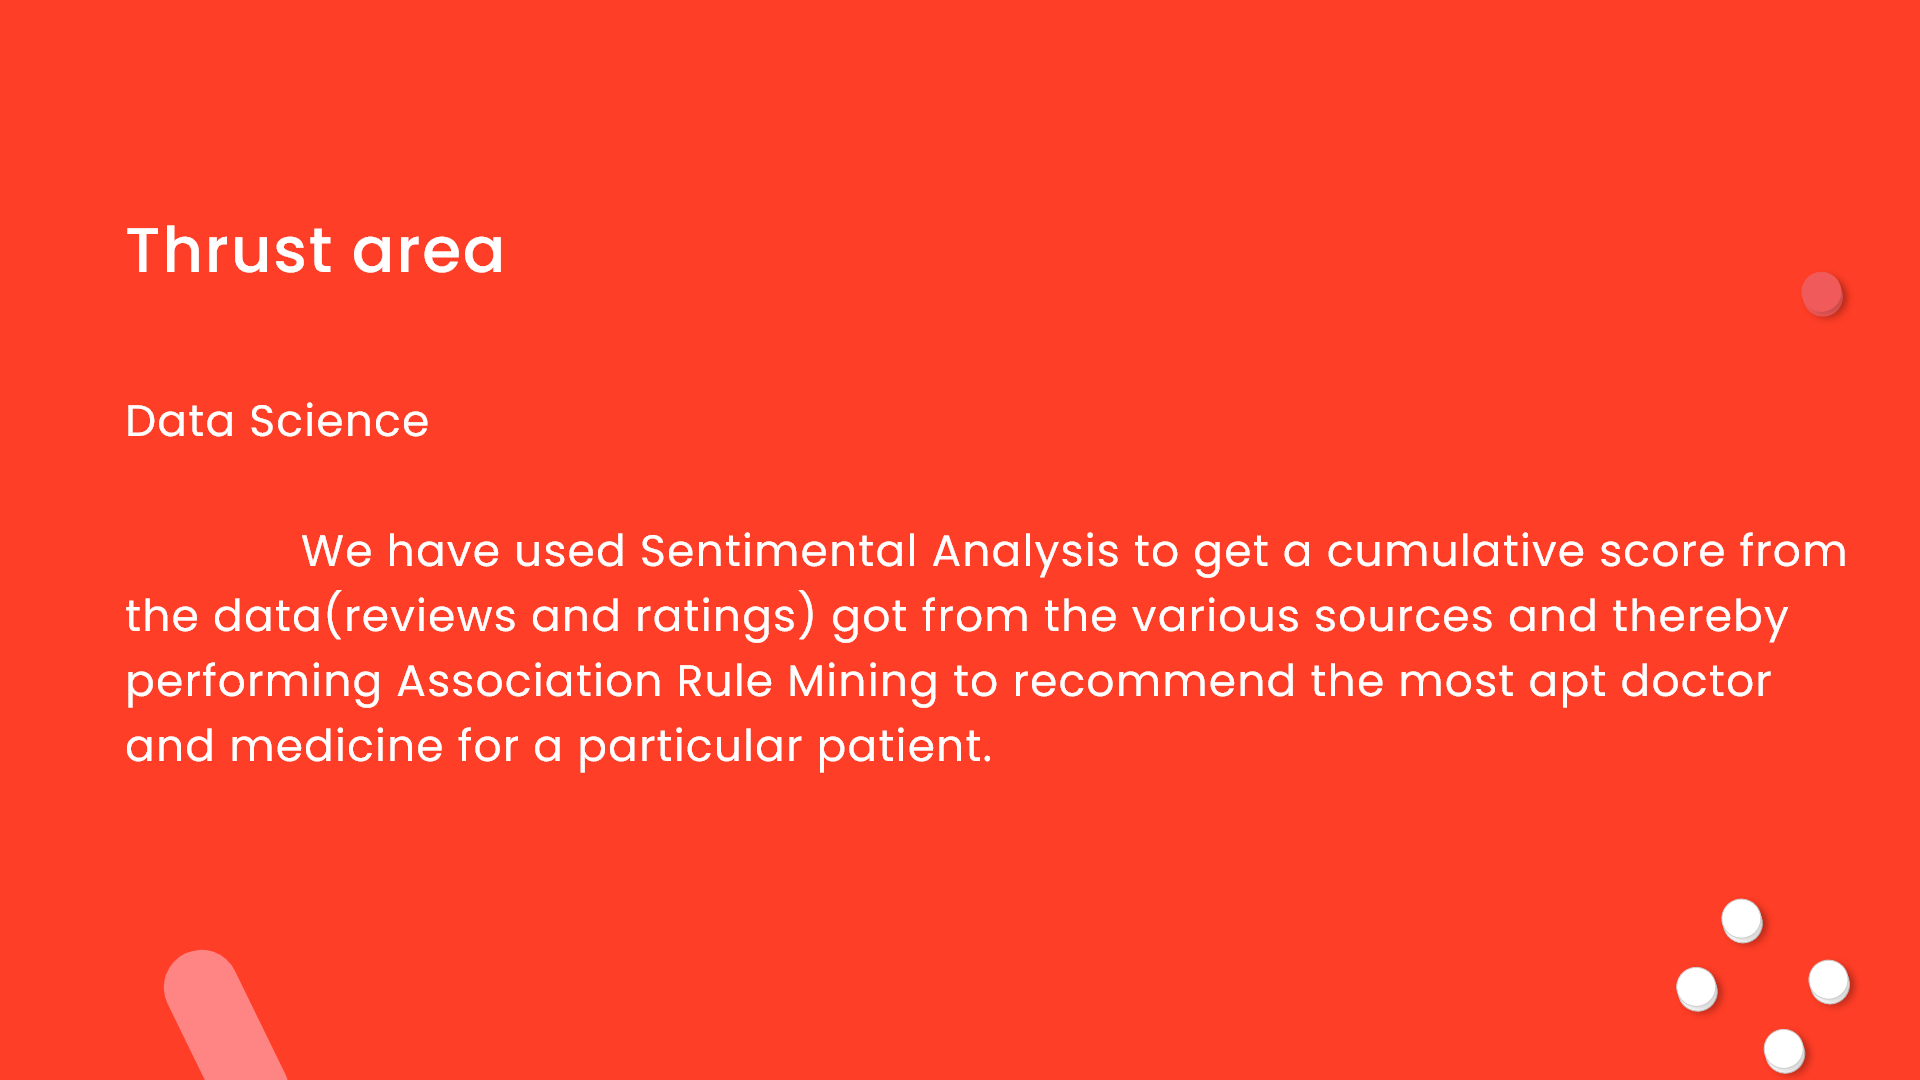 Thrust area
Data Science
We have used Sentimental Analysis to get a cumulative score from
the data(reviews and ratings) got from the various sources and thereby
performing Association Rule Mining to recommend the most apt doctor
and medicine for a particular patient.